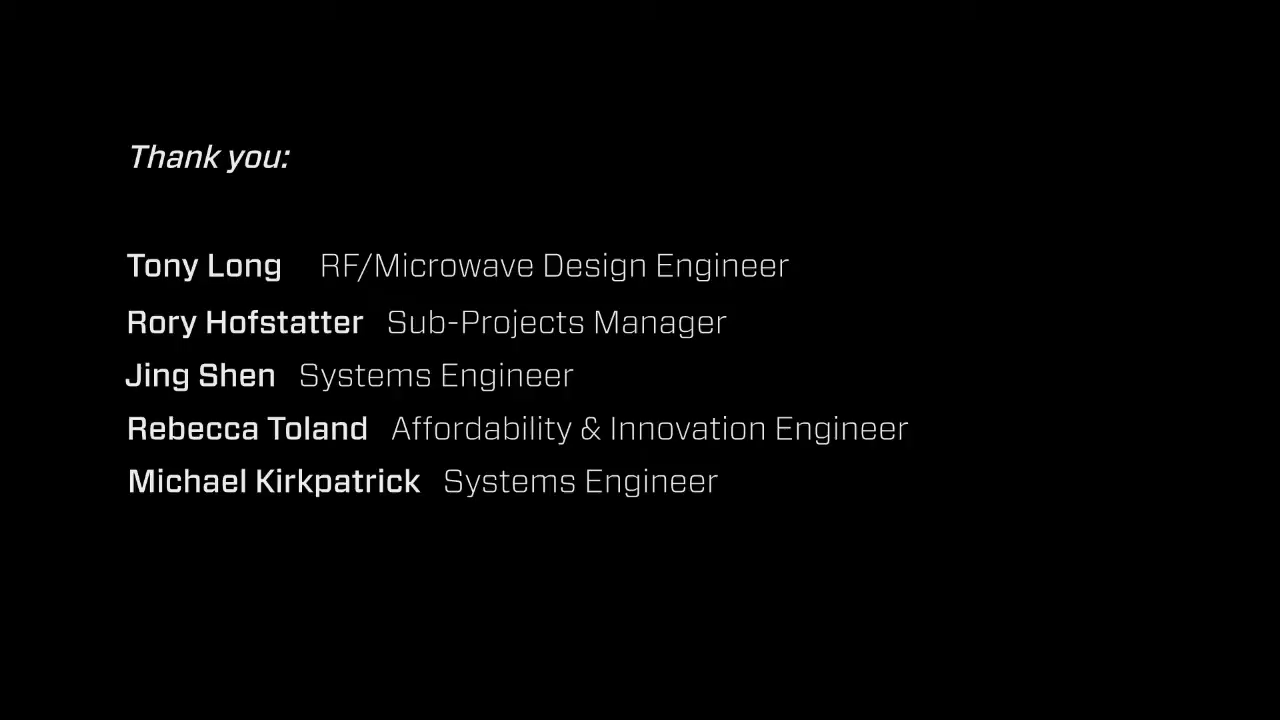 Thank you:
Tony Long RF/Microwave Design Engineer
Rory Hofstatter Sub-Projects Manager
Jing Shen Systems Engineer
Rebecca Toland Affordability & Innovation Engineer
Michael Kirkpatrick Systems Engineer